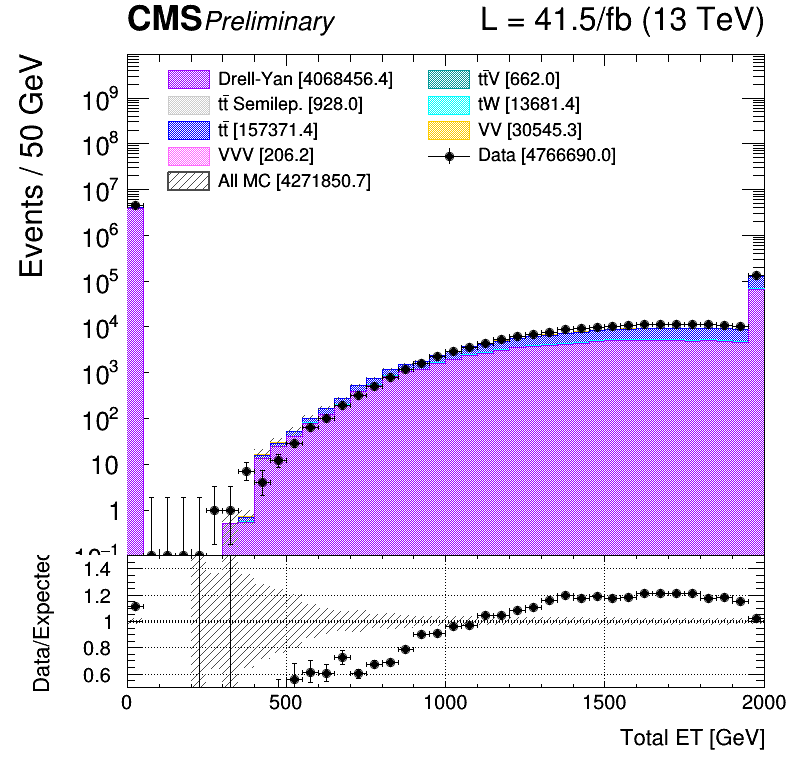 CMS Preliminary L = 41.5/fb (13 TeV)
Events / 50 GeV
Drell-Yan [4068456.4]
tt̄ Semilep. [928.0]
tt̄ [157371.4]
VVV [206.2]
All MC [4271850.7]
tt̄V [662.0]
tW [13681.4]
VV [30545.3]
Data [4766690.0]
10⁹
10⁸
10⁷
10⁶
10⁵
10⁴
10³
10²
10
1
10⁻¹
Data/Expected
1.4
1.2
1
0.8
0.6
0 500 1000 1500 2000
Total ET [GeV]